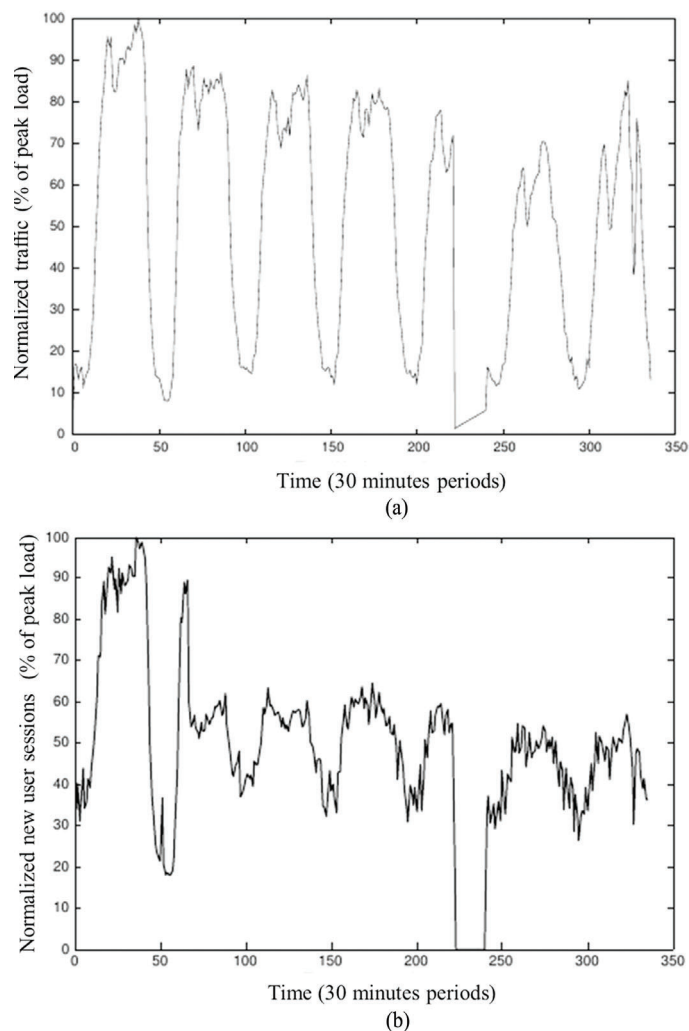 100
90
80
70
60
50
40
30
20
10
0
Normalized traffic (% of peak load)
0 50 100 150 200 250 300 350
Time (30 minutes periods)
(a)
100
90
80
70
60
50
40
30
20
10
0
Normalized new user sessions (% of peak load)
0 50 100 150 200 250 300 350
Time (30 minutes periods)
(b)